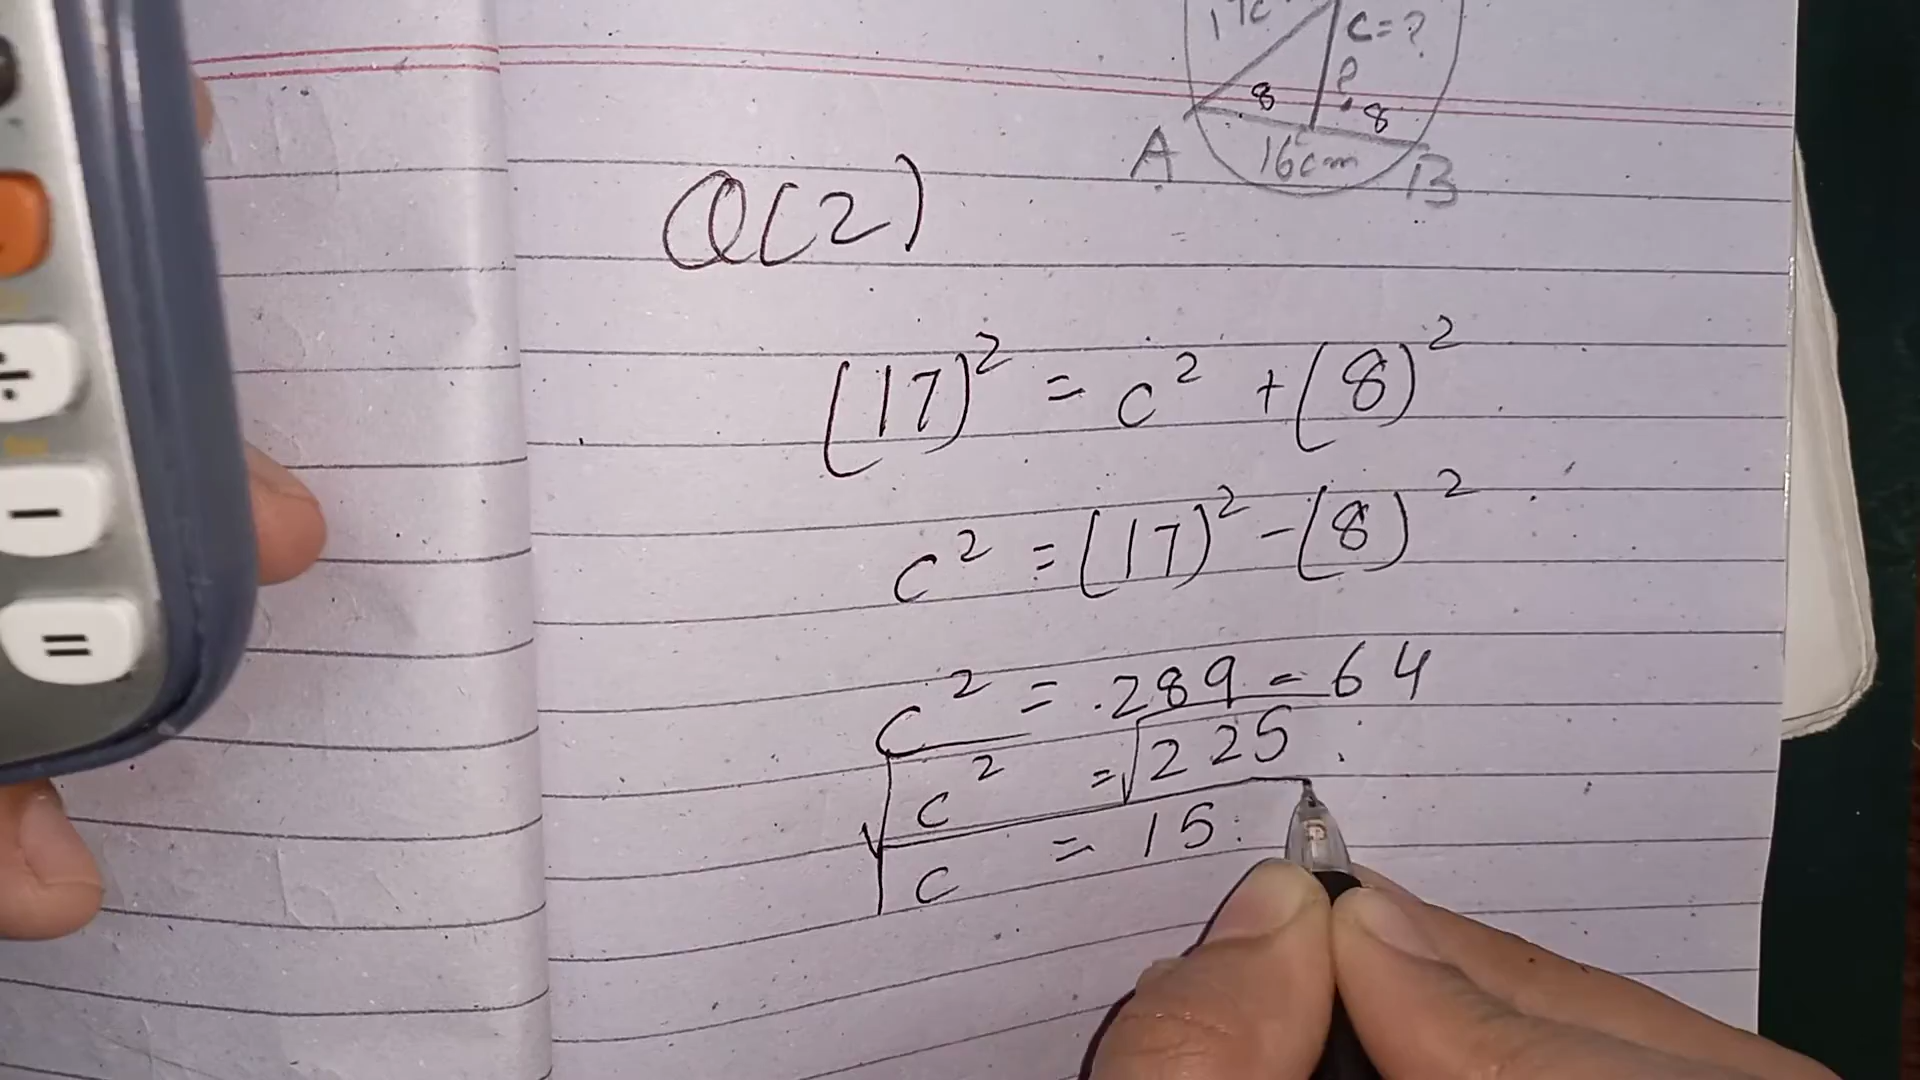 17c
c=?
?
8
8
A
16cm
B
Q(2)
(17)² = c² + (8)²
c² = (17)² - (8)²
c² = 289 - 64
√c² = √225
c = 15
÷
-
=